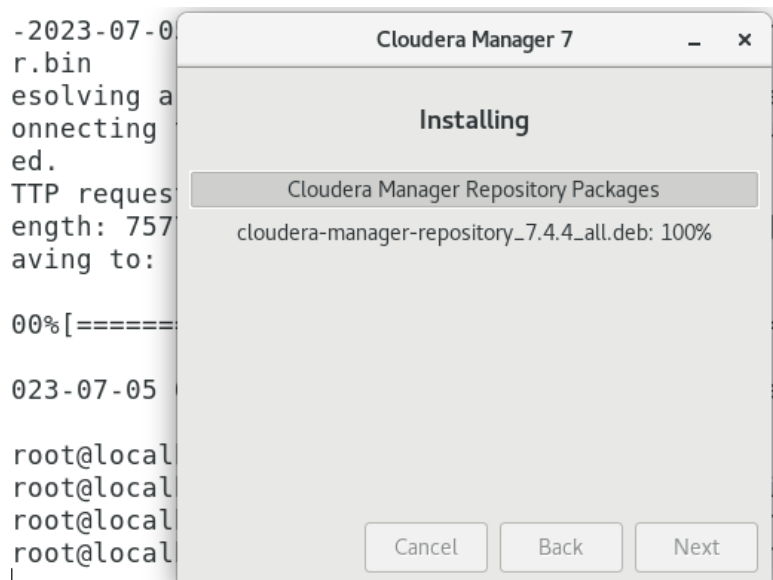 -2023-07-0
r.bin
esolving a
onnecting
ed.
TTP reques
ength: 757
aving to:
00%[=======
023-07-05
root@local
root@local
root@local
root@local
Cloudera Manager 7
Installing
Cloudera Manager Repository Packages
cloudera-manager-repository_7.4.4_all.deb: 100%
Cancel Back Next